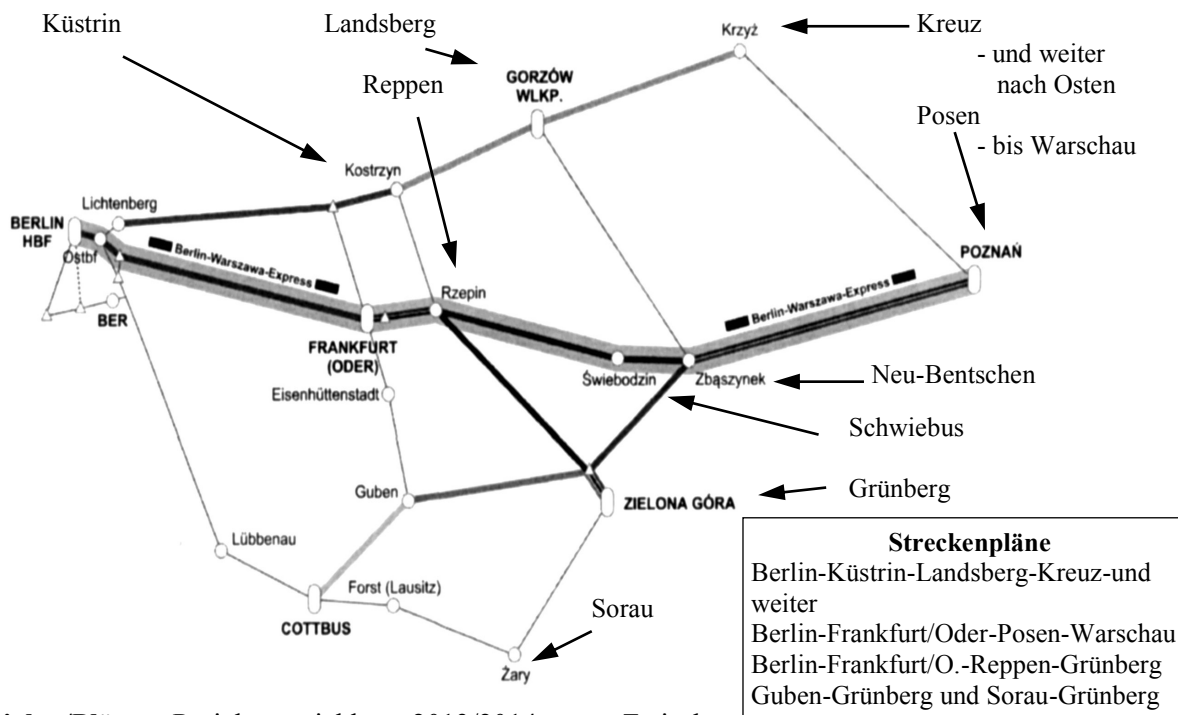 Küstrin
Landsberg
Reppen
Krzyż
Kreuz
- und weiter
nach Osten
GORZÓW
WLKP.
Posen
- bis Warschau
Kostrzyn
Lichtenberg
BERLIN
HBF
Ostbf
Berlin-Warszawa-Express
BER
Rzepin
POZNAŃ
Berlin-Warszawa-Express
FRANKFURT
(ODER)
Świebodzin
Zbąszynek
Neu-Bentschen
Eisenhüttenstadt
Schwiebus
Guben
ZIELONA GÓRA
Grünberg
Lübbenau
Forst (Lausitz)
COTTBUS
Sorau
Żary
Streckenpläne
Berlin-Küstrin-Landsberg-Kreuz-und
weiter
Berlin-Frankfurt/Oder-Posen-Warschau
Berlin-Frankfurt/O.-Reppen-Grünberg
Guben-Grünberg und Sorau-Grünberg